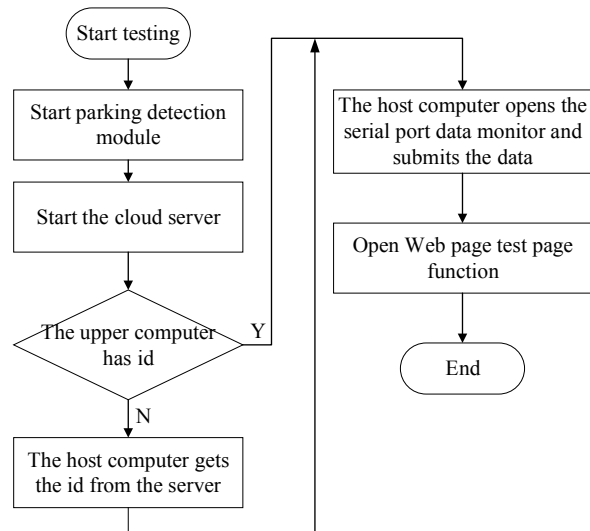 Start testing
Start parking detection
module
Start the cloud server
The upper computer
has id
Y
N
The host computer gets
the id from the server
The host computer opens the
serial port data monitor and
submits the data
Open Web page test page
function
End